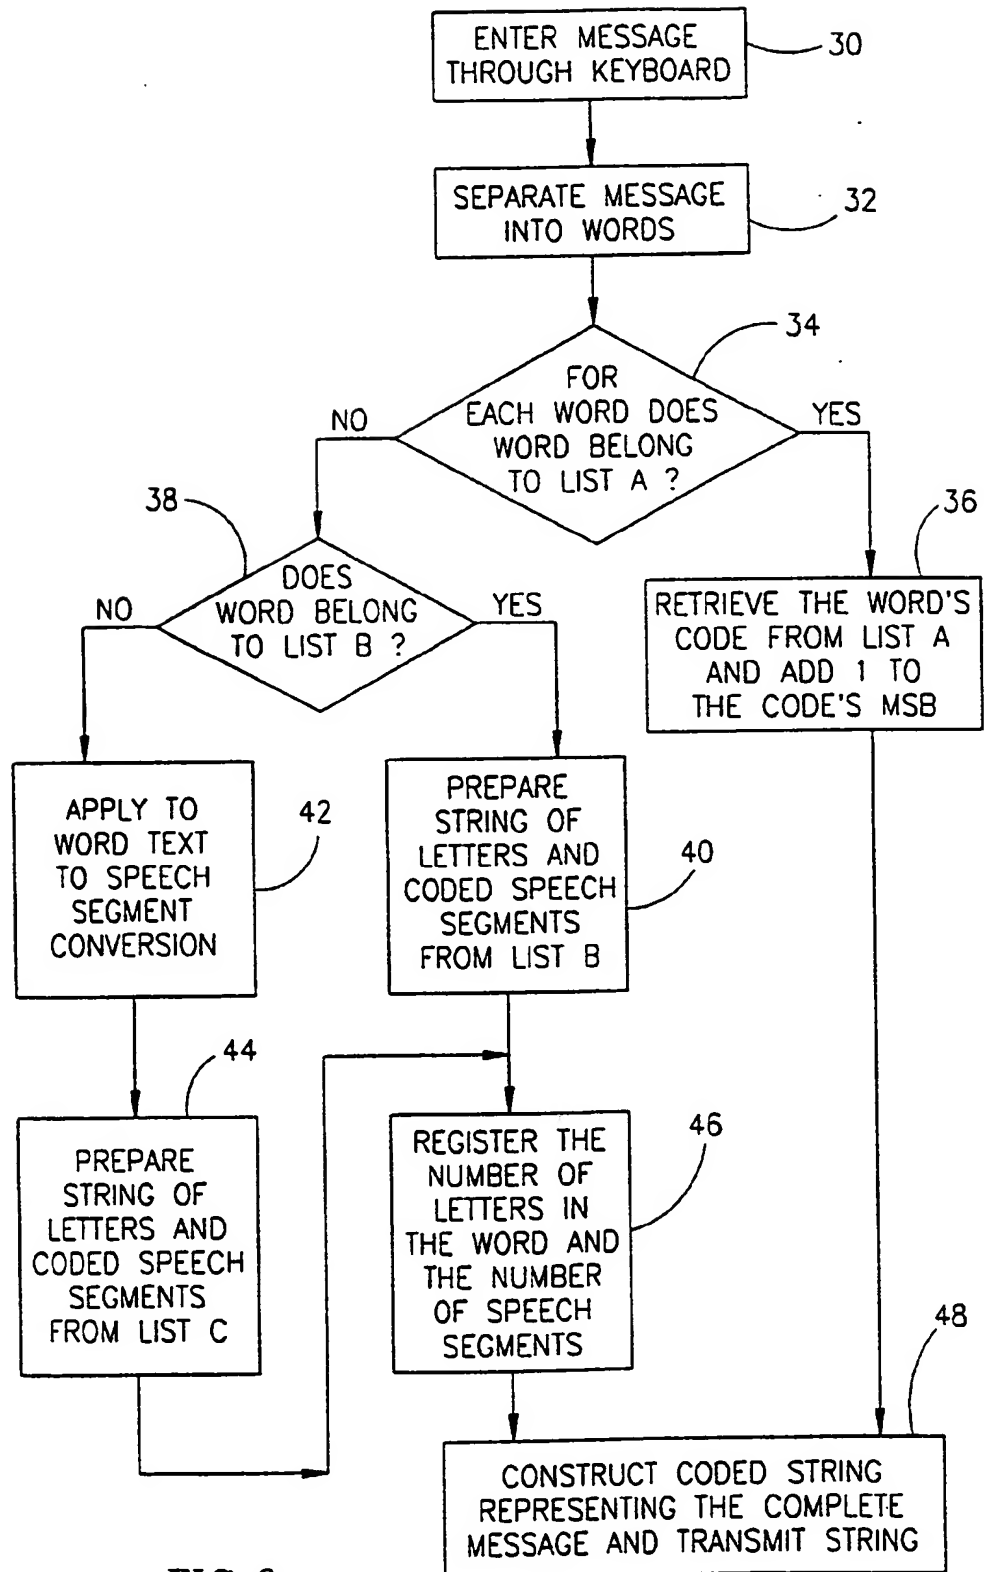 ENTER MESSAGE
THROUGH KEYBOARD
30
SEPARATE MESSAGE
INTO WORDS
32
34
FOR
EACH WORD DOES
WORD BELONG
TO LIST A ?
NO
YES
38
DOES
WORD BELONG
TO LIST B ?
NO
YES
36
RETRIEVE THE WORD'S
CODE FROM LIST A
AND ADD 1 TO
THE CODE'S MSB
APPLY TO
WORD TEXT
TO SPEECH
SEGMENT
CONVERSION
42
PREPARE
STRING OF
LETTERS AND
CODED SPEECH
SEGMENTS
FROM LIST B
40
44
PREPARE
STRING OF
LETTERS AND
CODED SPEECH
SEGMENTS
FROM LIST C
REGISTER THE
NUMBER OF
LETTERS IN
THE WORD AND
THE NUMBER
OF SPEECH
SEGMENTS
46
48
CONSTRUCT CODED STRING
REPRESENTING THE COMPLETE
MESSAGE AND TRANSMIT STRING